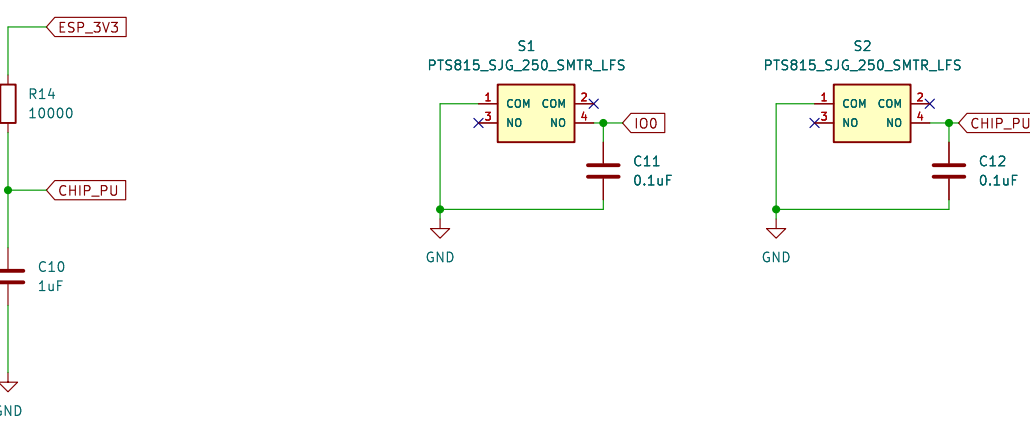 ESP_3V3
R14
10000
CHIP_PU
C10
1uF
GND
S1
PTS815_SJG_250_SMTR_LFS
1 COM COM 2
3 NO NO 4
IO0
C11
0.1uF
GND
S2
PTS815_SJG_250_SMTR_LFS
1 COM COM 2
3 NO NO 4
CHIP_PU
C12
0.1uF
GND